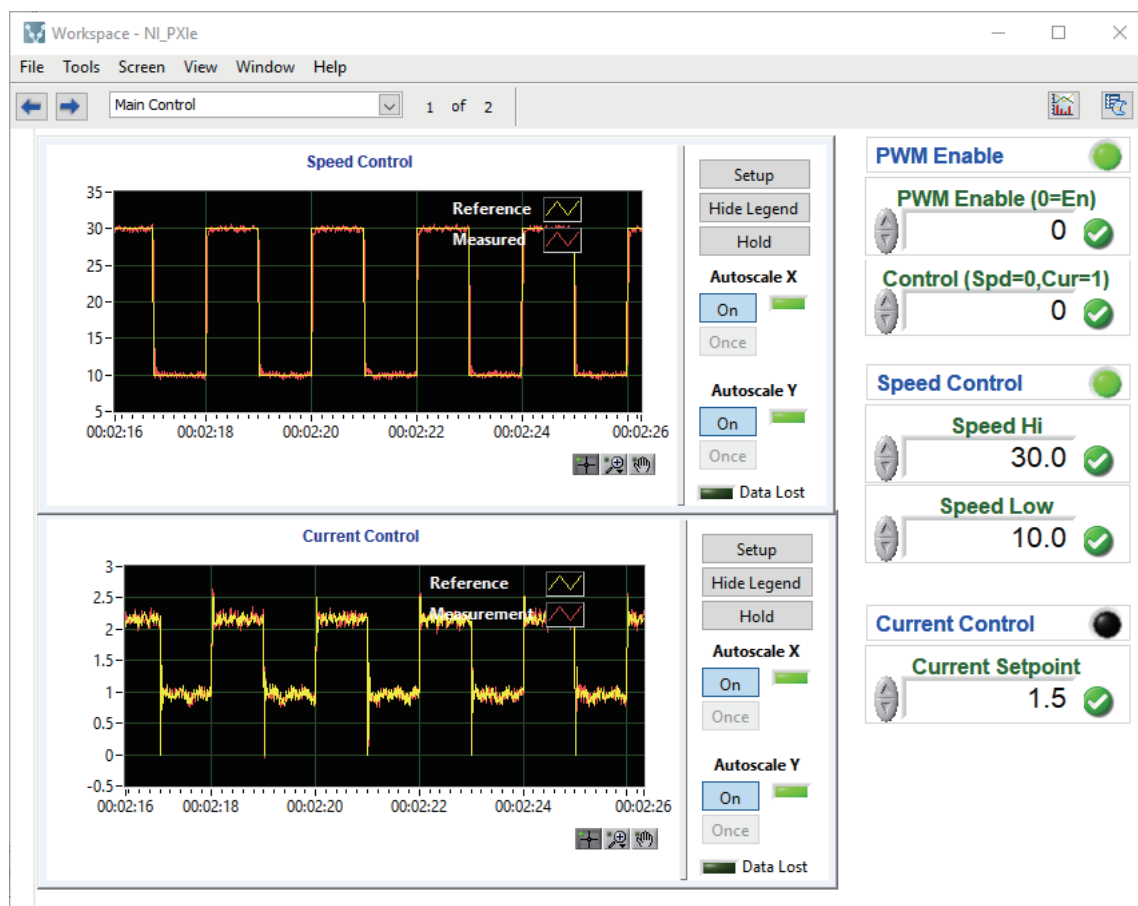 Workspace - NI_PXIe
File Tools Screen View Window Help
Main Control 1 of 2
Speed Control
35
30
25
20
15
10
5
Reference
Measured
00:02:16 00:02:18 00:02:20 00:02:22 00:02:24 00:02:26
Setup
Hide Legend
Hold
Autoscale X
On
Once
Autoscale Y
On
Once
Data Lost
Current Control
3
2.5
2
1.5
1
0.5
0
-0.5
Reference
Measurement
00:02:16 00:02:18 00:02:20 00:02:22 00:02:24 00:02:26
Setup
Hide Legend
Hold
Autoscale X
On
Once
Autoscale Y
On
Once
Data Lost
PWM Enable
PWM Enable (0=En)
0
Control (Spd=0,Cur=1)
0
Speed Control
Speed Hi
30.0
Speed Low
10.0
Current Control
Current Setpoint
1.5